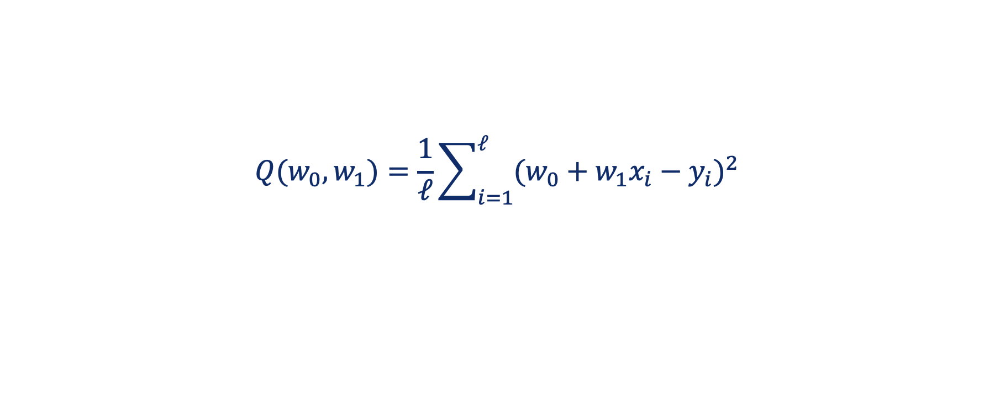 Q(w₀, w₁) = 1/ℓ ∑ᵢ₌₁^ℓ (w₀ + w₁xᵢ − yᵢ)²